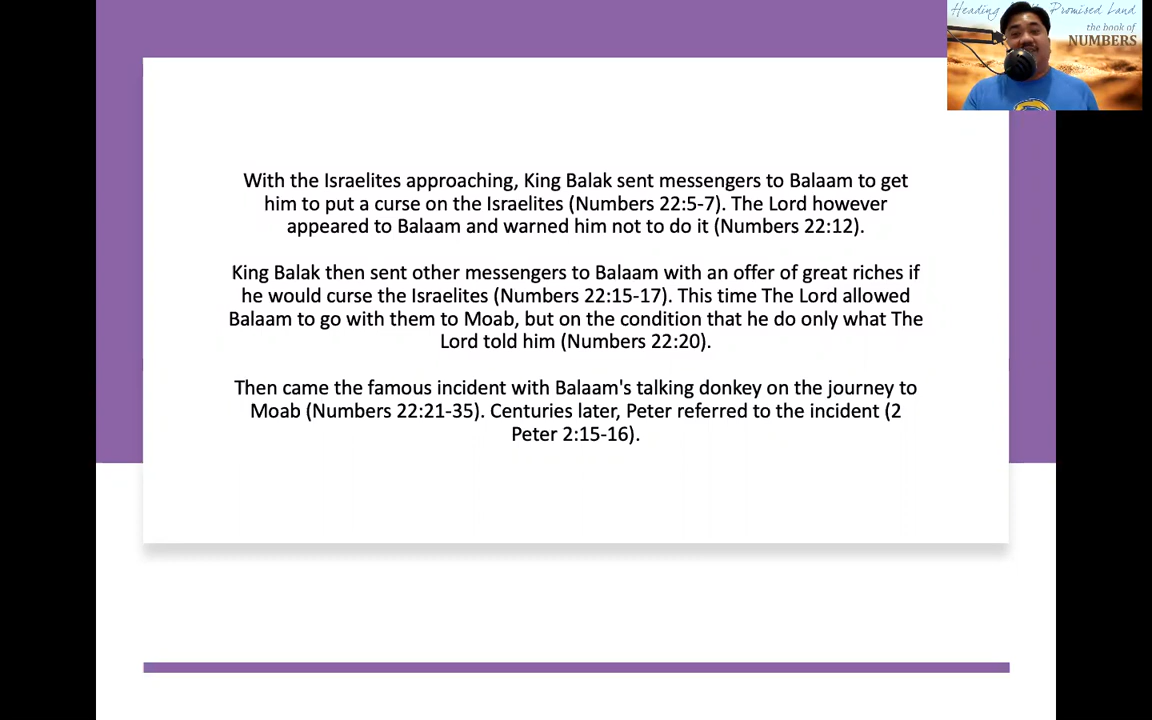 Heading Promised Land
the book of
NUMBERS
With the Israelites approaching, King Balak sent messengers to Balaam to get
him to put a curse on the Israelites (Numbers 22:5-7). The Lord however
appeared to Balaam and warned him not to do it (Numbers 22:12).
King Balak then sent other messengers to Balaam with an offer of great riches if
he would curse the Israelites (Numbers 22:15-17). This time The Lord allowed
Balaam to go with them to Moab, but on the condition that he do only what The
Lord told him (Numbers 22:20).
Then came the famous incident with Balaam's talking donkey on the journey to
Moab (Numbers 22:21-35). Centuries later, Peter referred to the incident (2
Peter 2:15-16).